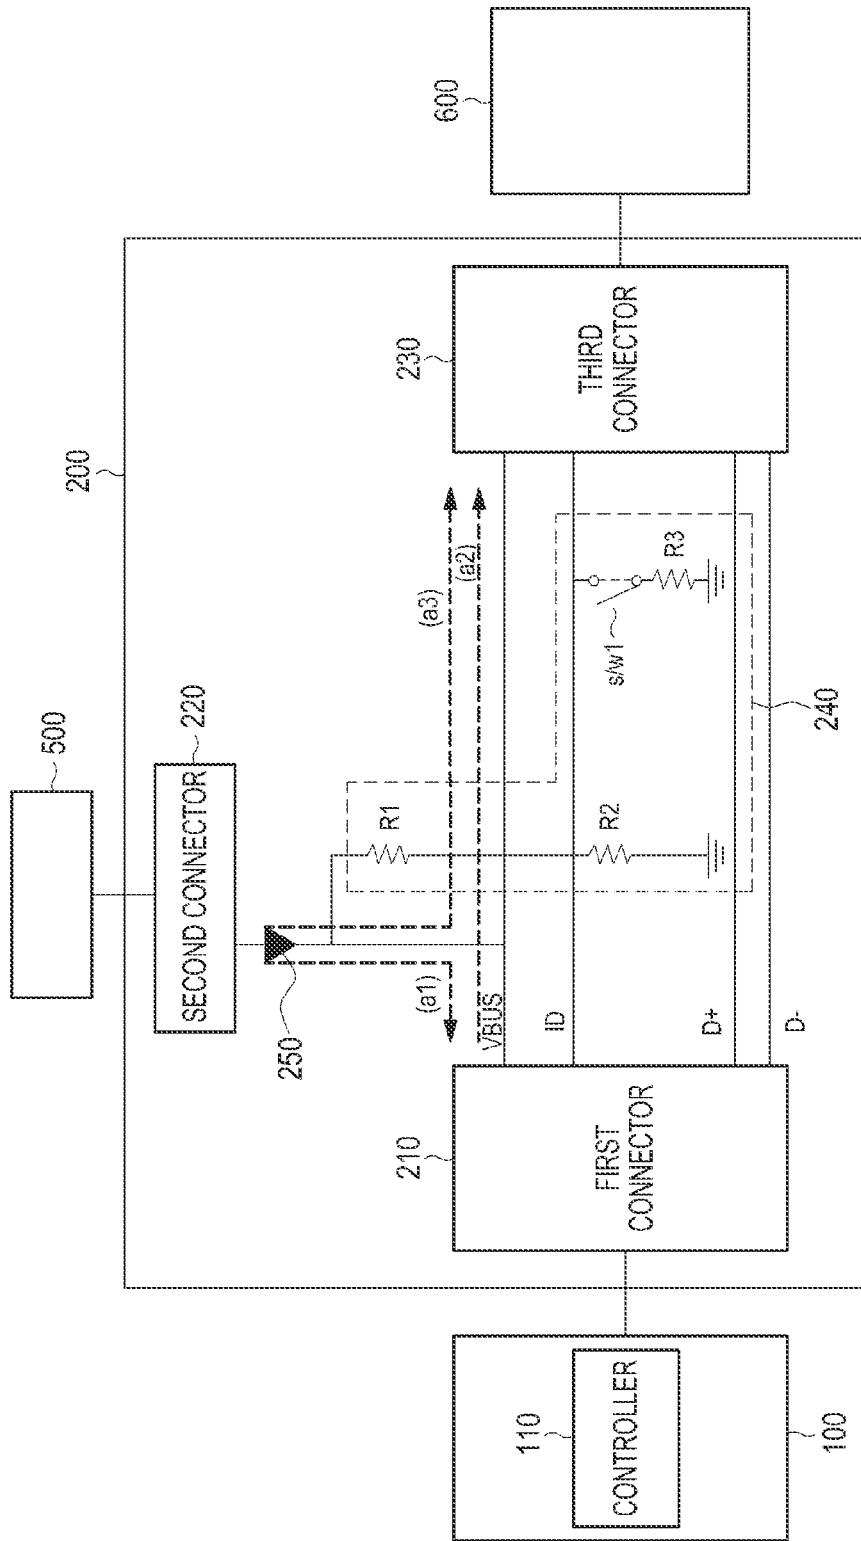 500
200
SECOND CONNECTOR
220
600
250
(a1)
(a3)
(a2)
R1
VBUS
ID
D+
D-
R2
s/w1
R3
240
210
FIRST
CONNECTOR
230
THIRD
CONNECTOR
110
CONTROLLER
100